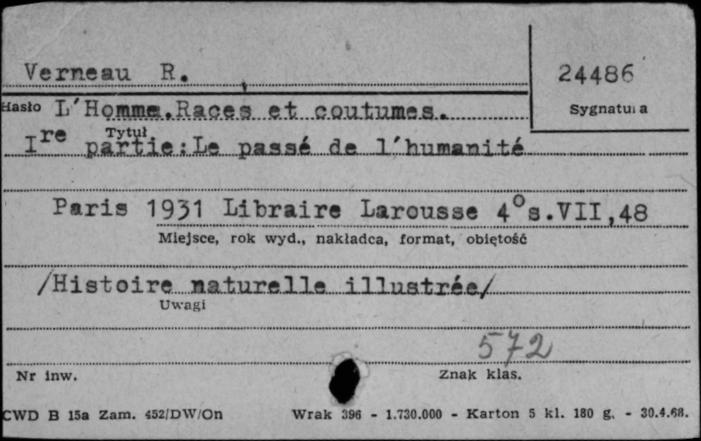 Verneau R.
24486
Hasło L'Homme.Races et coutumes.
Sygnatura
Tytuł
Ire partie:Le passé de l'humanité
Paris 1931 Libraire Larousse 4°s.VII,48
Miejsce, rok wyd., nakładca, format, obiętość
/Histoire naturelle illustrée/
Uwagi
572
Nr inw.
Znak klas.
CWD B 15a Zam. 452/DW/On Wrak 396 - 1.730.000 - Karton 5 kl. 180 g. - 30.4.68.